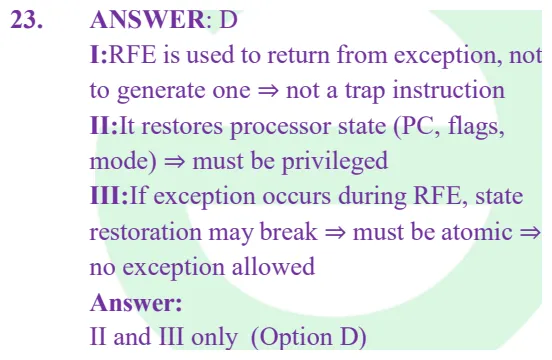 23. ANSWER: D
I:RFE is used to return from exception, not
to generate one ⇒ not a trap instruction
II:It restores processor state (PC, flags,
mode) ⇒ must be privileged
III:If exception occurs during RFE, state
restoration may break ⇒ must be atomic ⇒
no exception allowed
Answer:
II and III only (Option D)